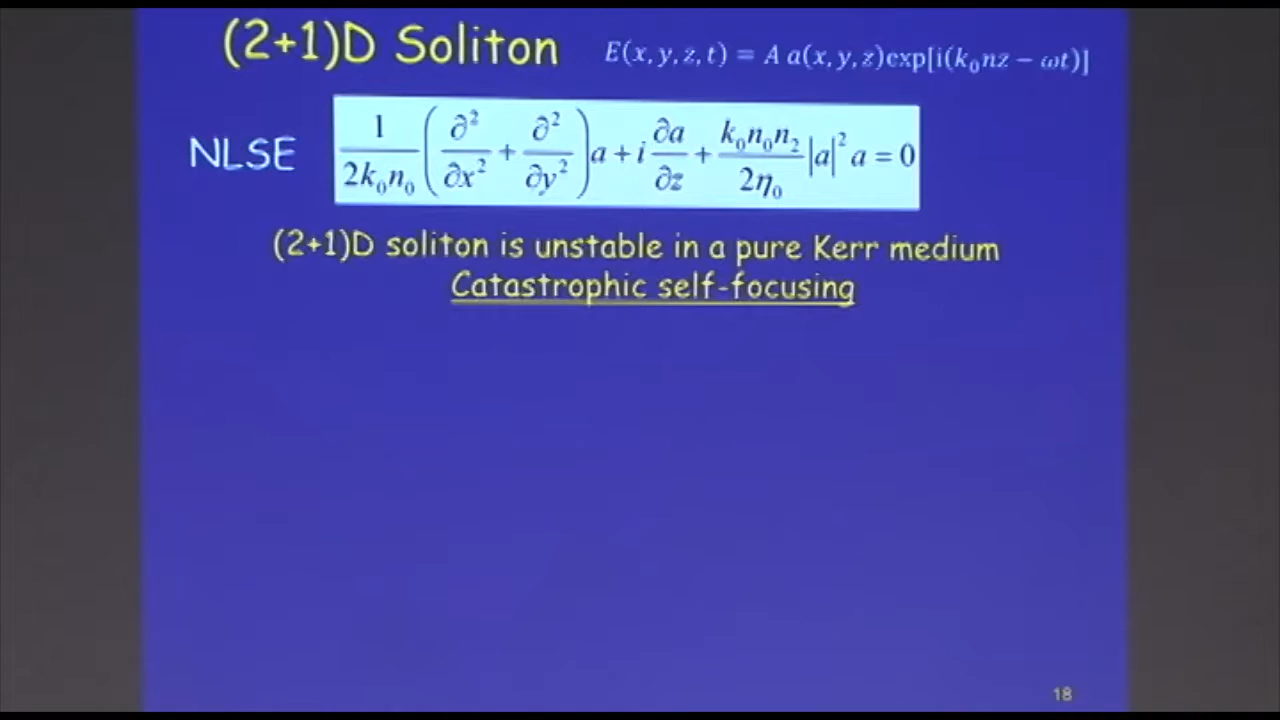 (2+1)D Soliton E(x, y, z, t) = A a(x, y, z)exp[i(k₀nz − ωt)]
NLSE 1/(2k₀n₀) (∂²/∂x² + ∂²/∂y²) a + i ∂a/∂z + k₀n₀n₂/(2η₀) |a|² a = 0
(2+1)D soliton is unstable in a pure Kerr medium
Catastrophic self-focusing
18